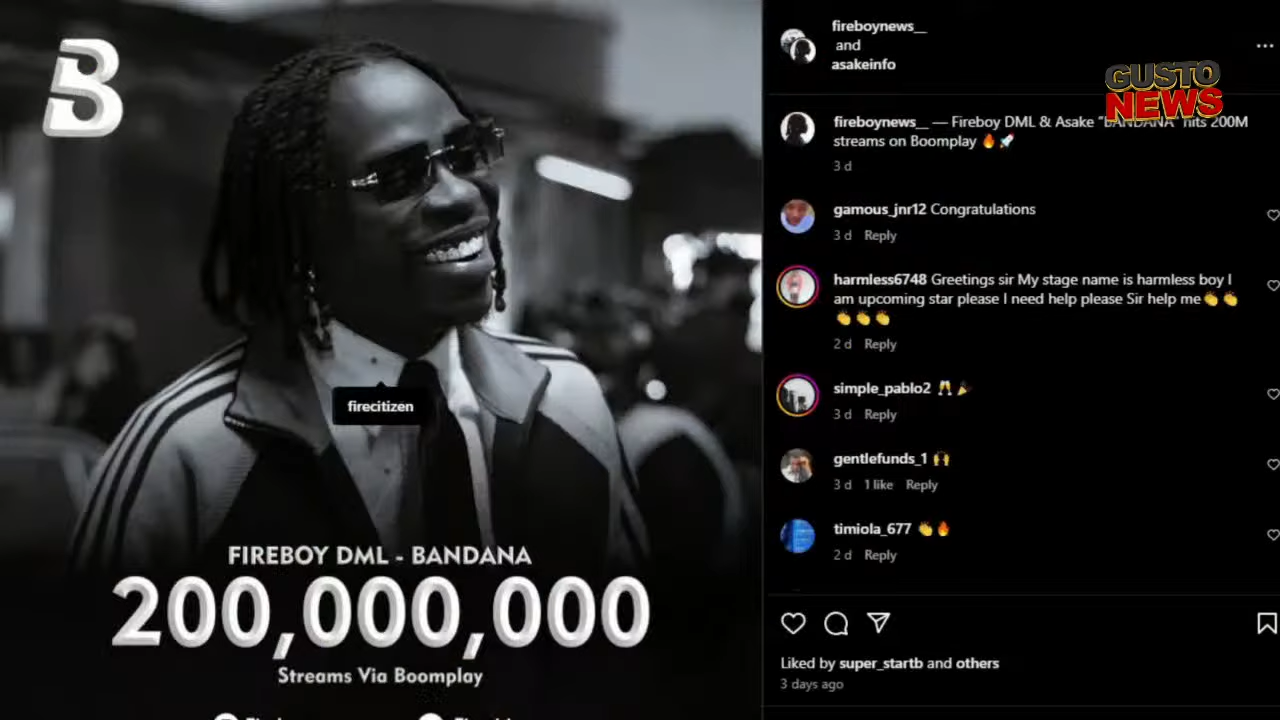 B
firecitizen
FIREBOY DML - BANDANA
200,000,000
Streams Via Boomplay
fireboynews__
and
asakeinfo
GUSTO
NEWS
fireboynews__ — Fireboy DML & Asake "BANDANA" hits 200M
streams on Boomplay 🔥🚀
3 d
gamous_jnr12 Congratulations
3 d Reply
harmless6748 Greetings sir My stage name is harmless boy I
am upcoming star please I need help please Sir help me👏👏
👏👏👏
2 d Reply
simple_pablo2 🥂🎉
3 d Reply
gentlefunds_1 🙌
3 d 1 like Reply
timiola_677 👏🔥
2 d Reply
Liked by super_startb and others
3 days ago